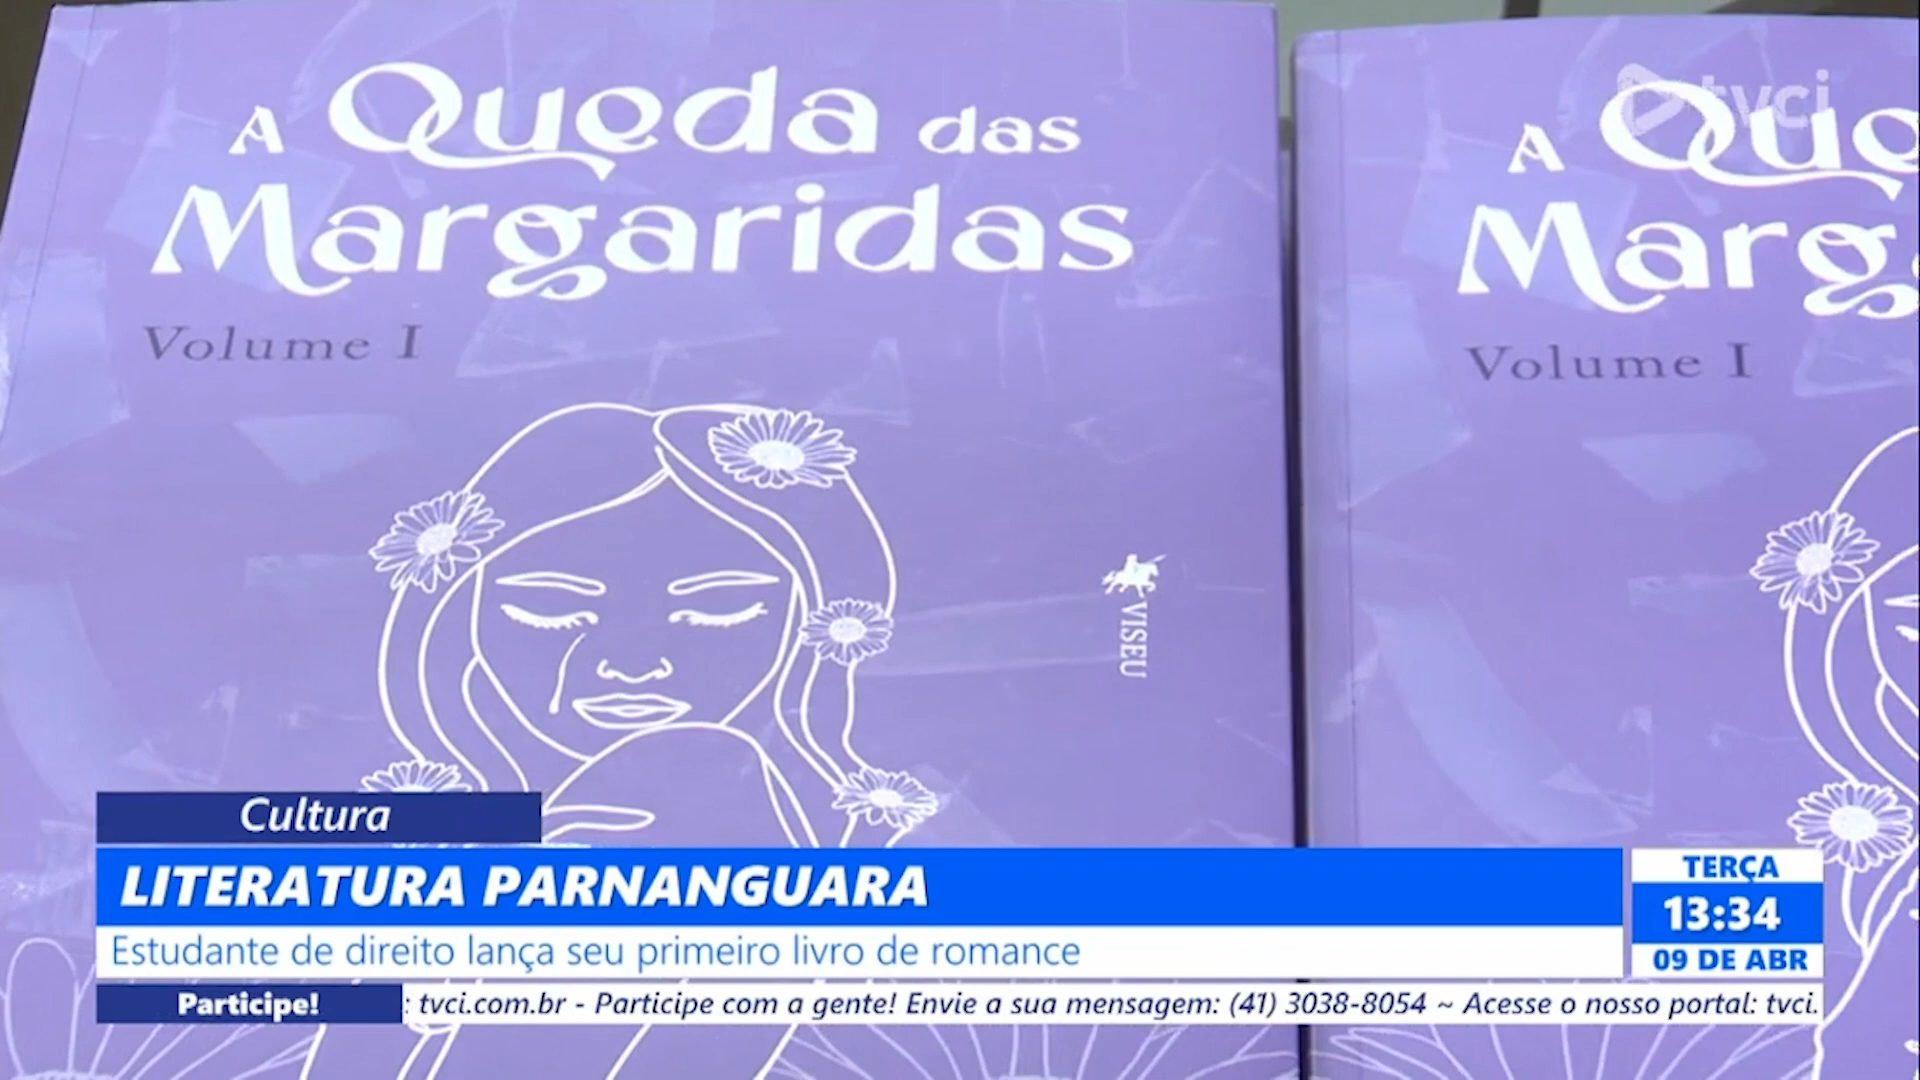 A Queda das
Margaridas
Volume I
VISEU
tvci
A Que
Marg
Volume I
Cultura
LITERATURA PARNANGUARA
Estudante de direito lança seu primeiro livro de romance
TERÇA
13:34
09 DE ABR
Participe!
: tvci.com.br - Participe com a gente! Envie a sua mensagem: (41) 3038-8054 ~ Acesse o nosso portal: tvci.